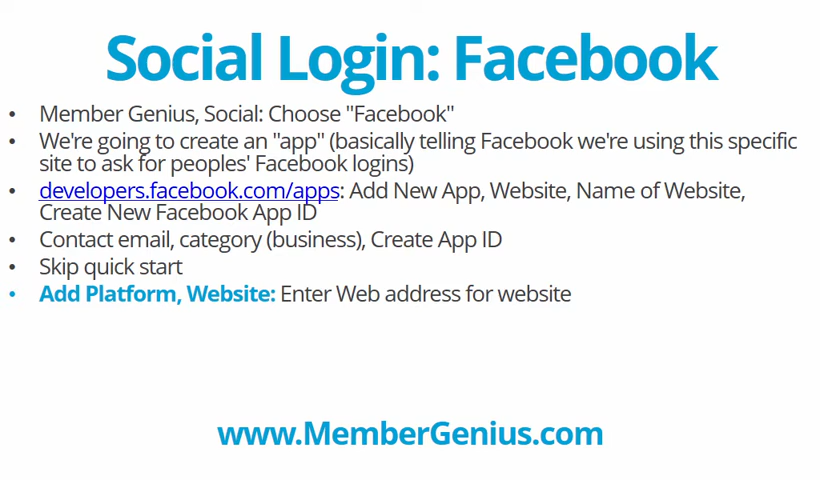 Social Login: Facebook
• Member Genius, Social: Choose "Facebook"
• We're going to create an "app" (basically telling Facebook we're using this specific
site to ask for peoples' Facebook logins)
• developers.facebook.com/apps: Add New App, Website, Name of Website,
Create New Facebook App ID
• Contact email, category (business), Create App ID
• Skip quick start
• Add Platform, Website: Enter Web address for website
www.MemberGenius.com